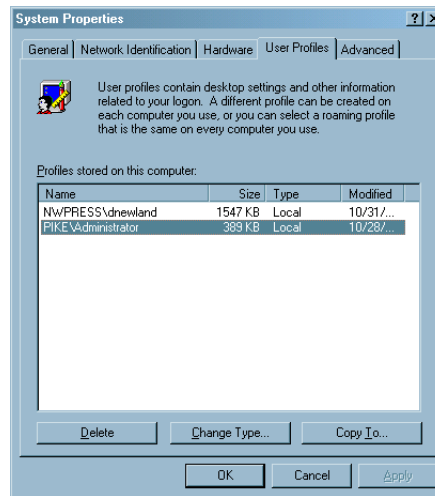 System Properties
General Network Identification Hardware User Profiles Advanced
User profiles contain desktop settings and other information
related to your logon. A different profile can be created on
each computer you use, or you can select a roaming profile
that is the same on every computer you use.
Profiles stored on this computer:
Name Size Type Modified
NWPRESS\dnewland 1547 KB Local 10/31/...
PIKE\Administrator 389 KB Local 10/28/...
Delete Change Type... Copy To...
OK Cancel Apply